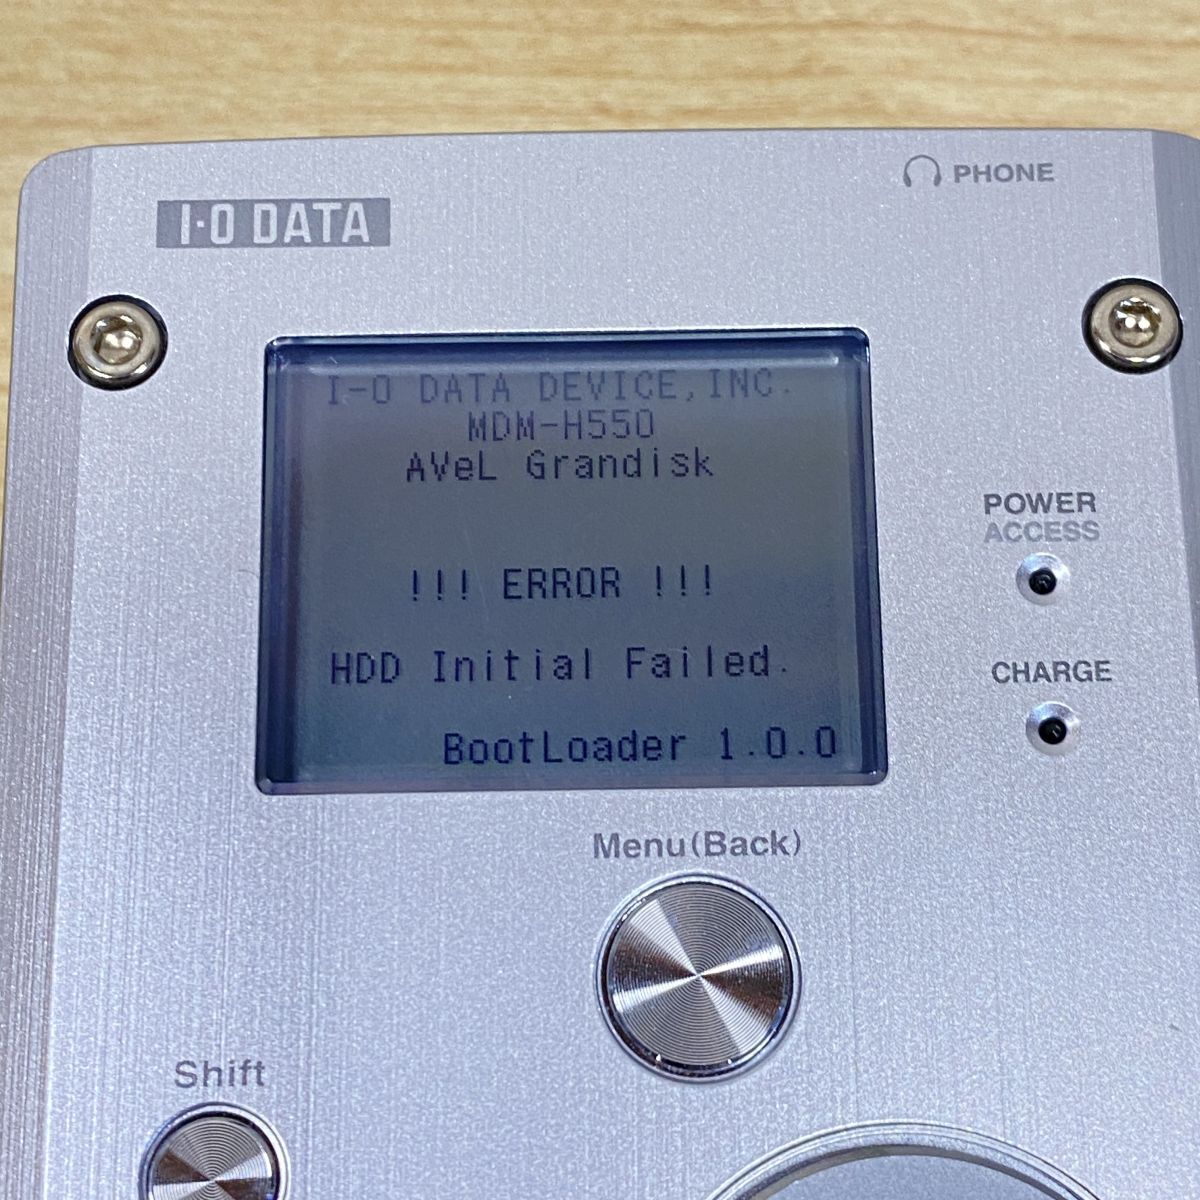 PHONE
I·O DATA
I-O DATA DEVICE,INC.
MDM-H550
AVeL Grandisk
!!! ERROR !!!
HDD Initial Failed.
BootLoader 1.0.0
POWER
ACCESS
CHARGE
Menu(Back)
Shift